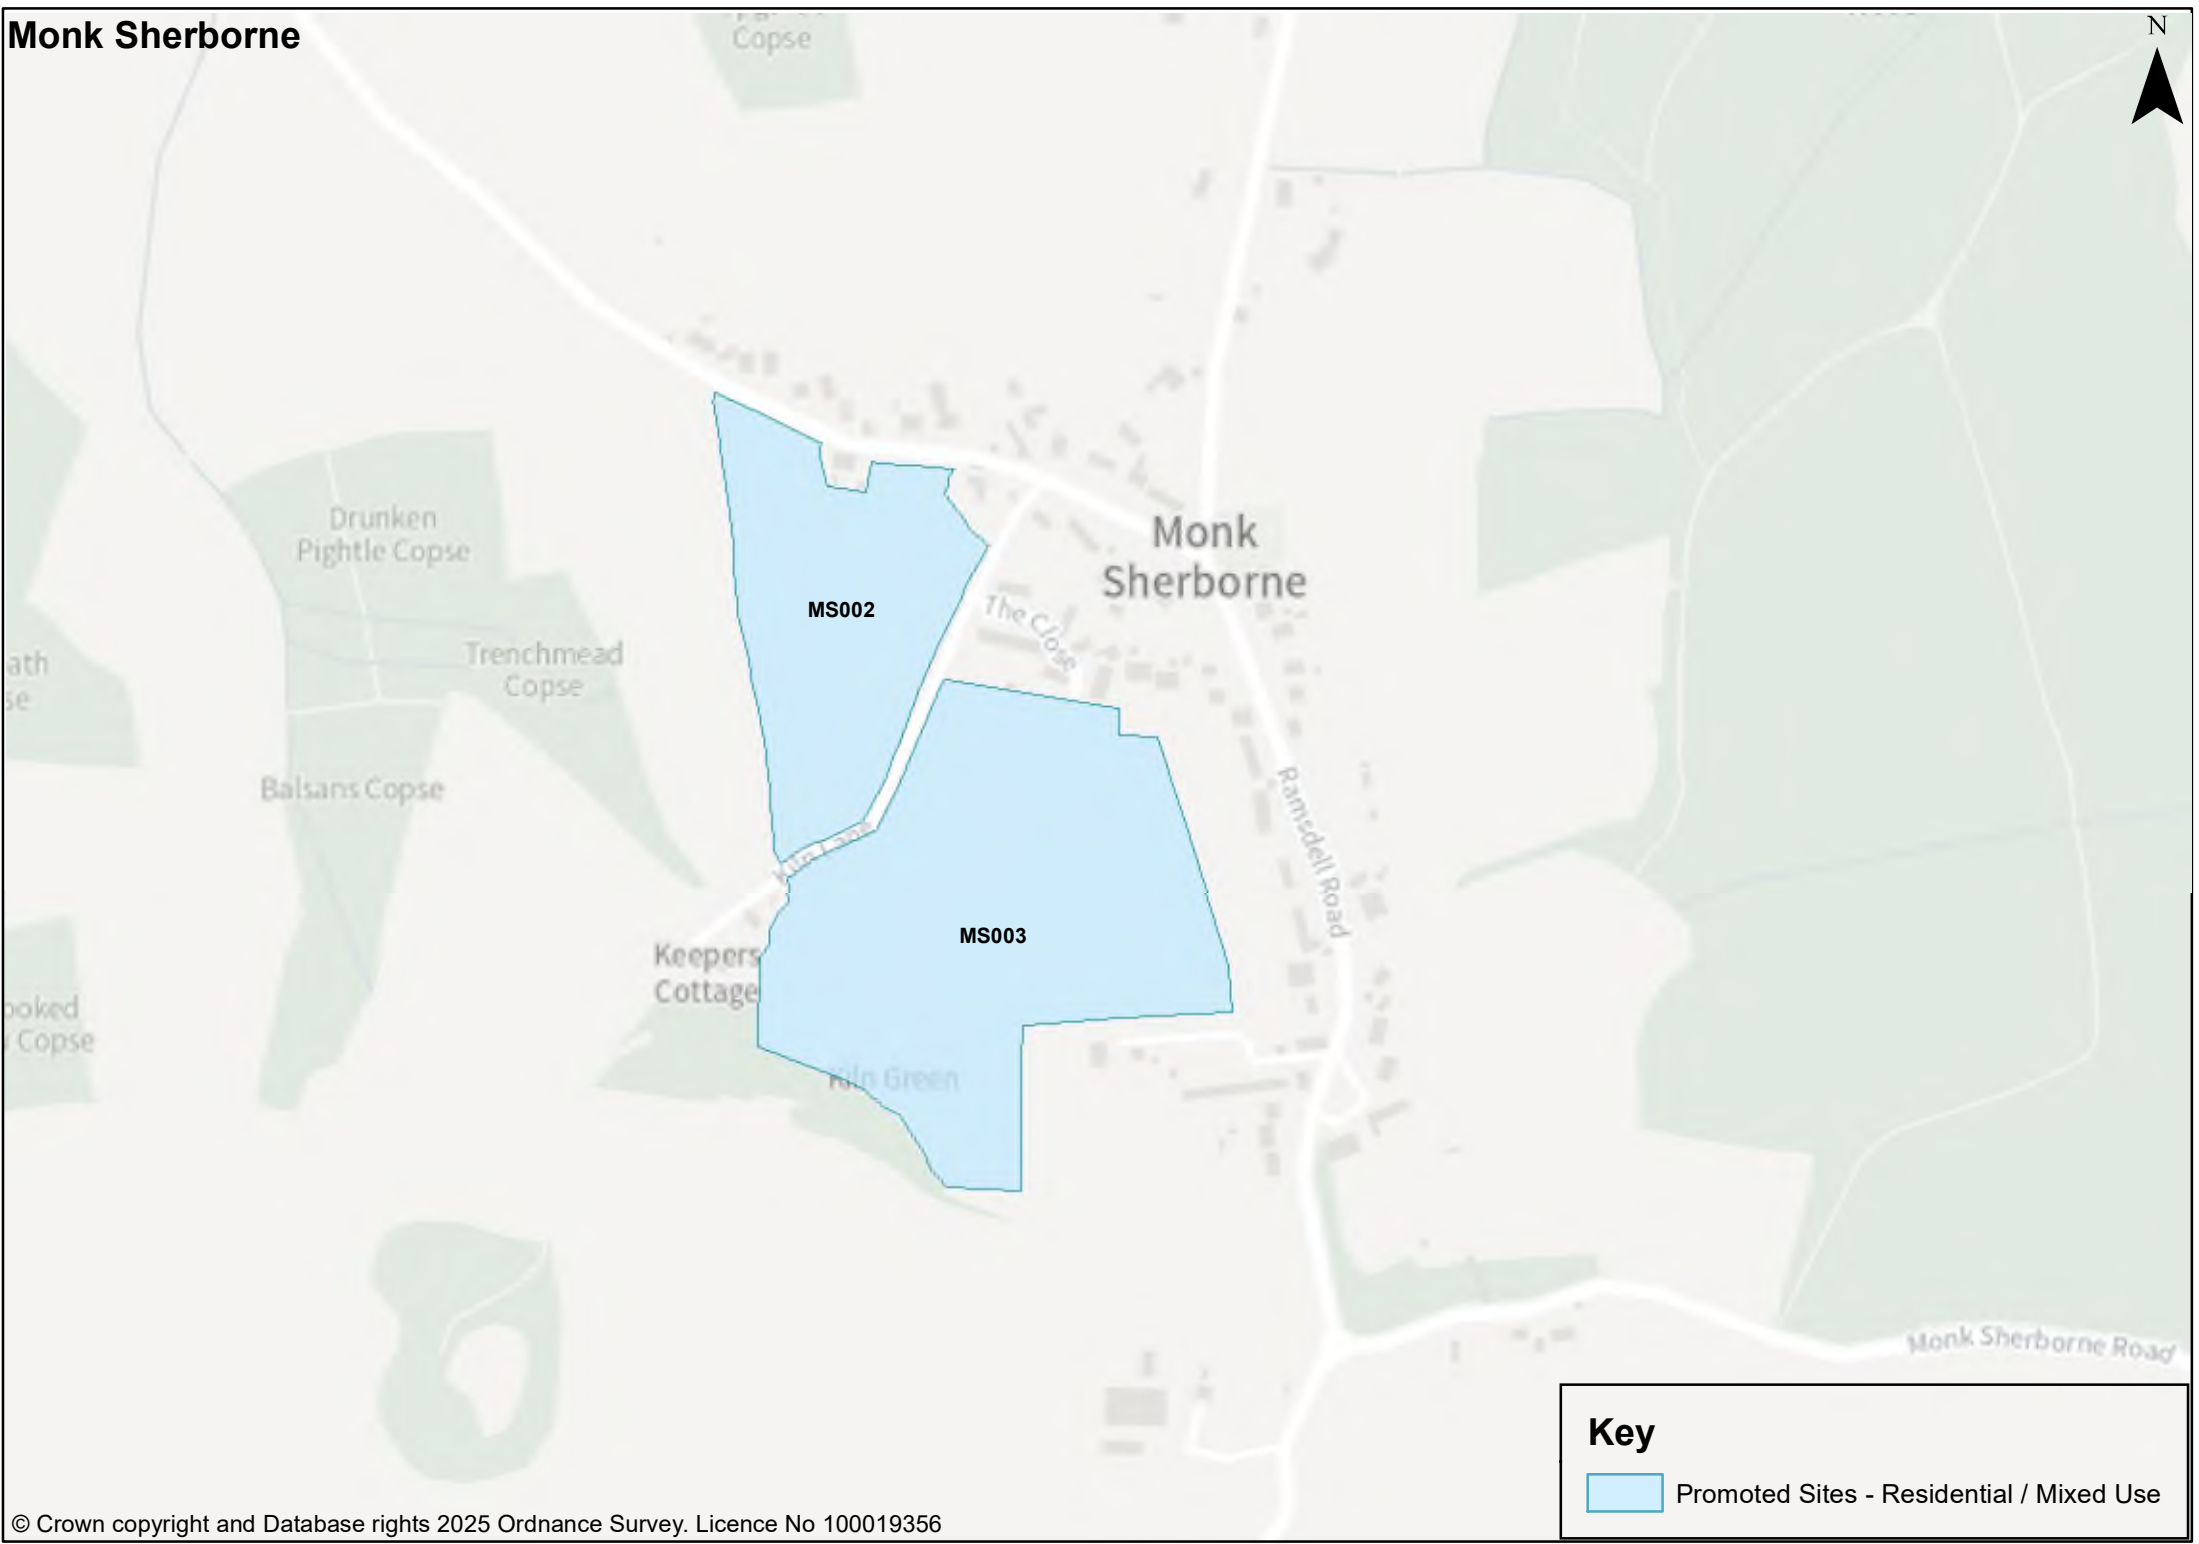 Monk Sherborne
Copse
N
Drunken
Pightle Copse
Monk
Sherborne
The Close
Trenchmead
Copse
MS002
Balsans Copse
Ramsdell Road
Kiln Lane
MS003
Keepers
Cottage
Copse
Kiln Green
Monk Sherborne Road
Key
Promoted Sites - Residential / Mixed Use
© Crown copyright and Database rights 2025 Ordnance Survey. Licence No 100019356